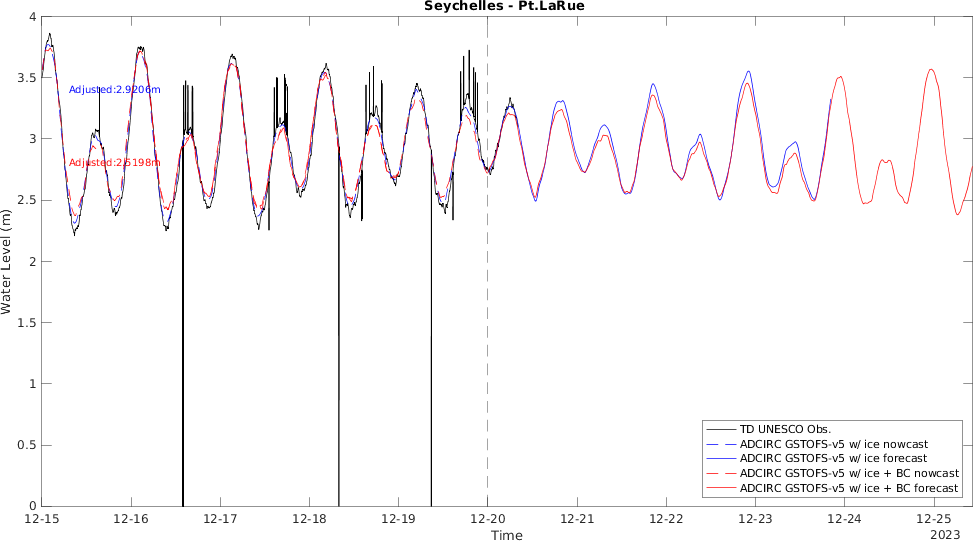 Seychelles - Pt.LaRue
Water Level (m)
4
3.5
3
2.5
2
1.5
1
0.5
0
Adjusted:2.9206m
Adjusted:2.5198m
TD UNESCO Obs.
ADCIRC GSTOFS-v5 w/ ice nowcast
ADCIRC GSTOFS-v5 w/ ice forecast
ADCIRC GSTOFS-v5 w/ ice + BC nowcast
ADCIRC GSTOFS-v5 w/ ice + BC forecast
12-15 12-16 12-17 12-18 12-19 12-20 12-21 12-22 12-23 12-24 12-25
Time
2023